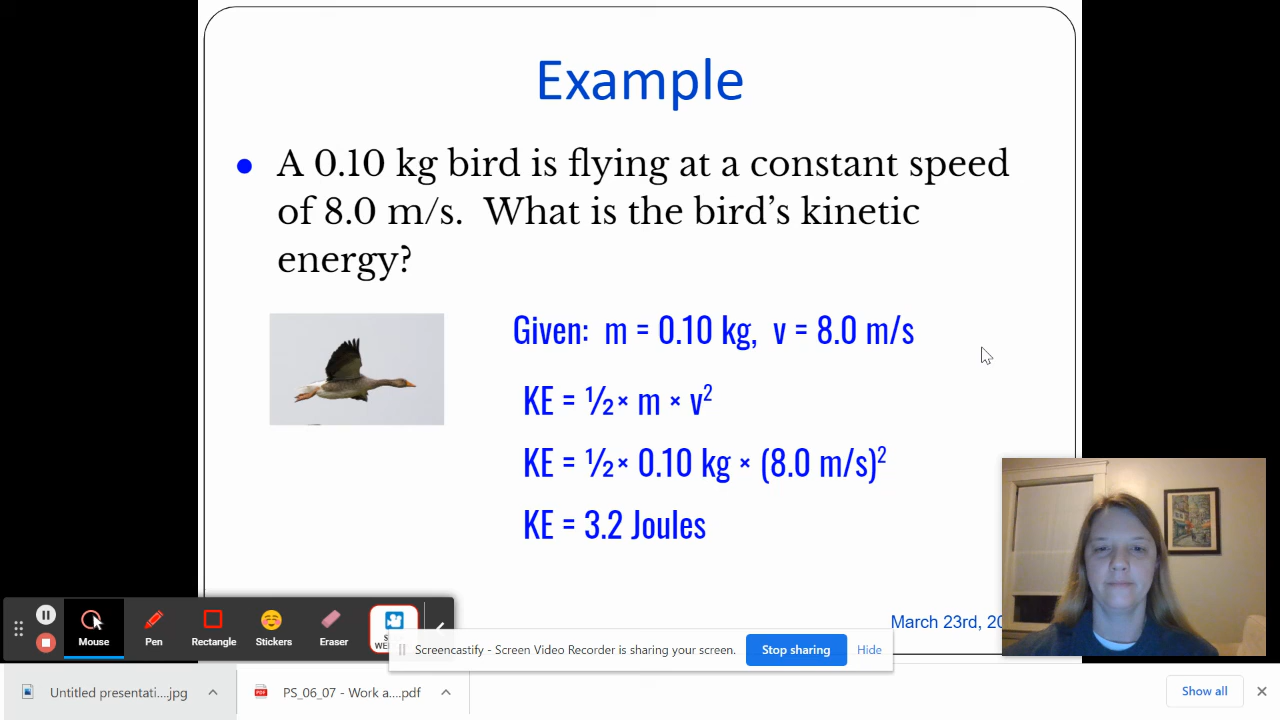 Example
• A 0.10 kg bird is flying at a constant speed
of 8.0 m/s.  What is the bird's kinetic
energy?
Given:  m = 0.10 kg,  v = 8.0 m/s
KE = ½× m × v²
KE = ½× 0.10 kg × (8.0 m/s)²
KE = 3.2 Joules
March 23rd, 20
Mouse Pen Rectangle Stickers Eraser
Screencastify - Screen Video Recorder is sharing your screen. Stop sharing Hide
Untitled presentati....jpg PDF PS_06_07 - Work a....pdf Show all